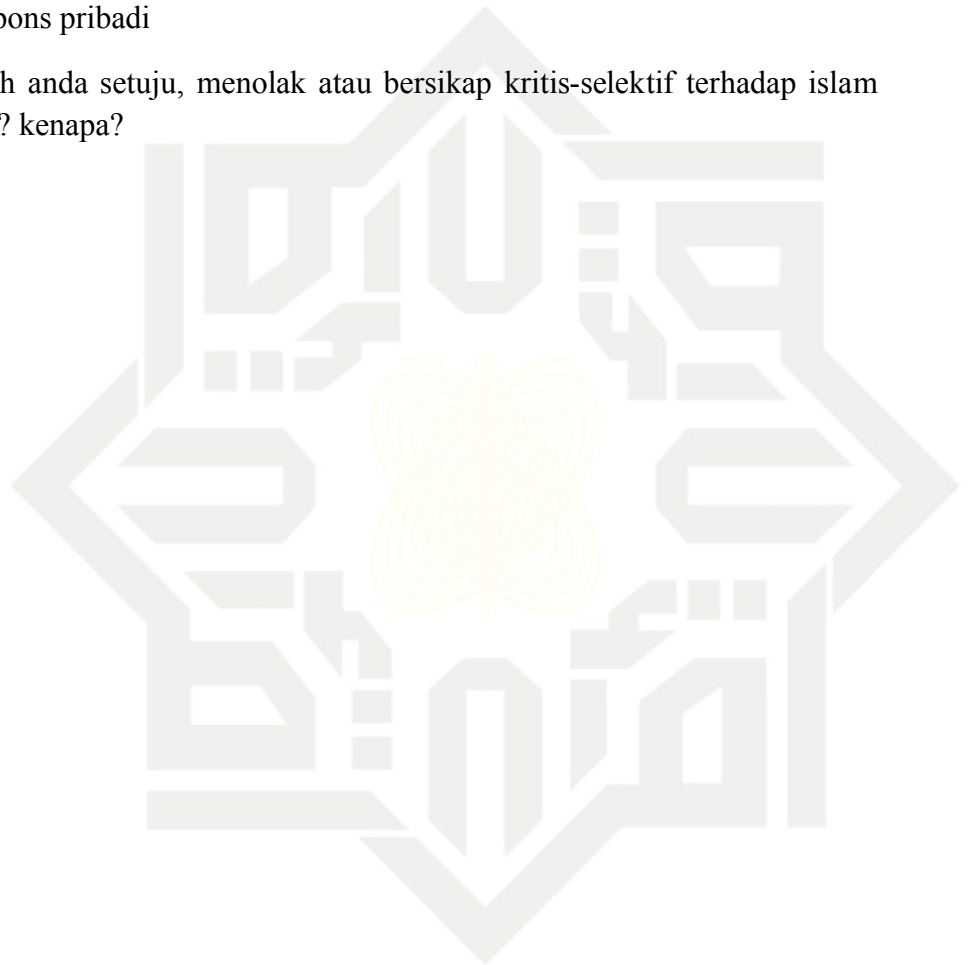 pons pribadi
h anda setuju, menolak atau bersikap kritis-selektif terhadap islam
? kenapa?